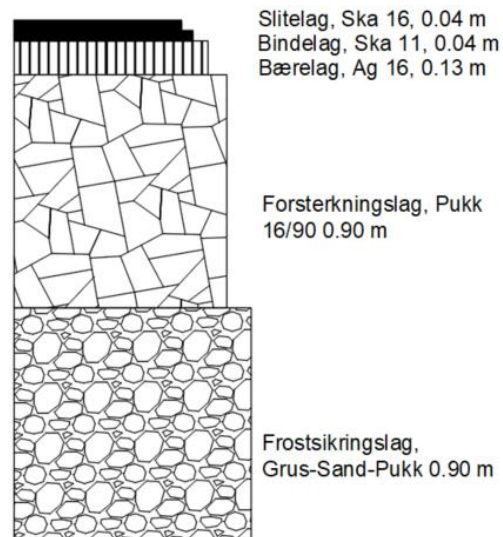 Slitelag, Ska 16, 0.04 m
Bindelag, Ska 11, 0.04 m
Bærelag, Ag 16, 0.13 m
Forsterkningslag, Pukk
16/90 0.90 m
Frostsikringslag,
Grus-Sand-Pukk 0.90 m